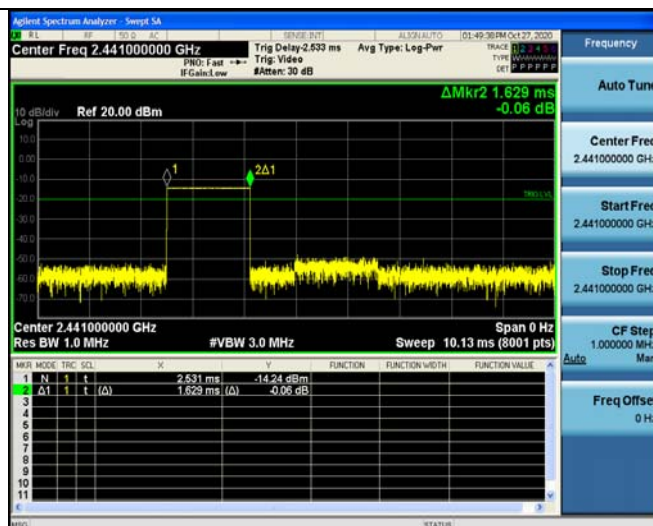 Agilent Spectrum Analyzer - Swept SA
RL RF 50 Ω AC SENSE:INT ALIGN AUTO 01:49:38 PM Oct 27, 2020
Center Freq 2.441000000 GHz
PNO: Fast
IFGain:Low
Trig Delay-2.533 ms
Trig: Video
#Atten: 30 dB
Avg Type: Log-Pwr
TRACE 1 2 3 4 5 6
TYPE
DET P P P P P P
ΔMkr2 1.629 ms
-0.06 dB
10 dB/div Ref 20.00 dBm
Log
10.0
0.00
-10.0
-20.0
-30.0
-40.0
-50.0
-60.0
-70.0
1
2Δ1
TRIG LVL
Center 2.441000000 GHz Span 0 Hz
Res BW 1.0 MHz #VBW 3.0 MHz Sweep 10.13 ms (8001 pts)
MKR MODE TRC SCL X Y FUNCTION FUNCTION WIDTH FUNCTION VALUE
1 N 1 t 2.531 ms -14.24 dBm
2 Δ1 1 t (Δ) 1.629 ms (Δ) -0.06 dB
3
4
5
6
7
8
9
10
11
MSG STATUS
Frequency
Auto Tune
Center Freq
2.441000000 GHz
Start Freq
2.441000000 GHz
Stop Freq
2.441000000 GHz
CF Step
1.000000 MHz
Auto Man
Freq Offset
0 Hz